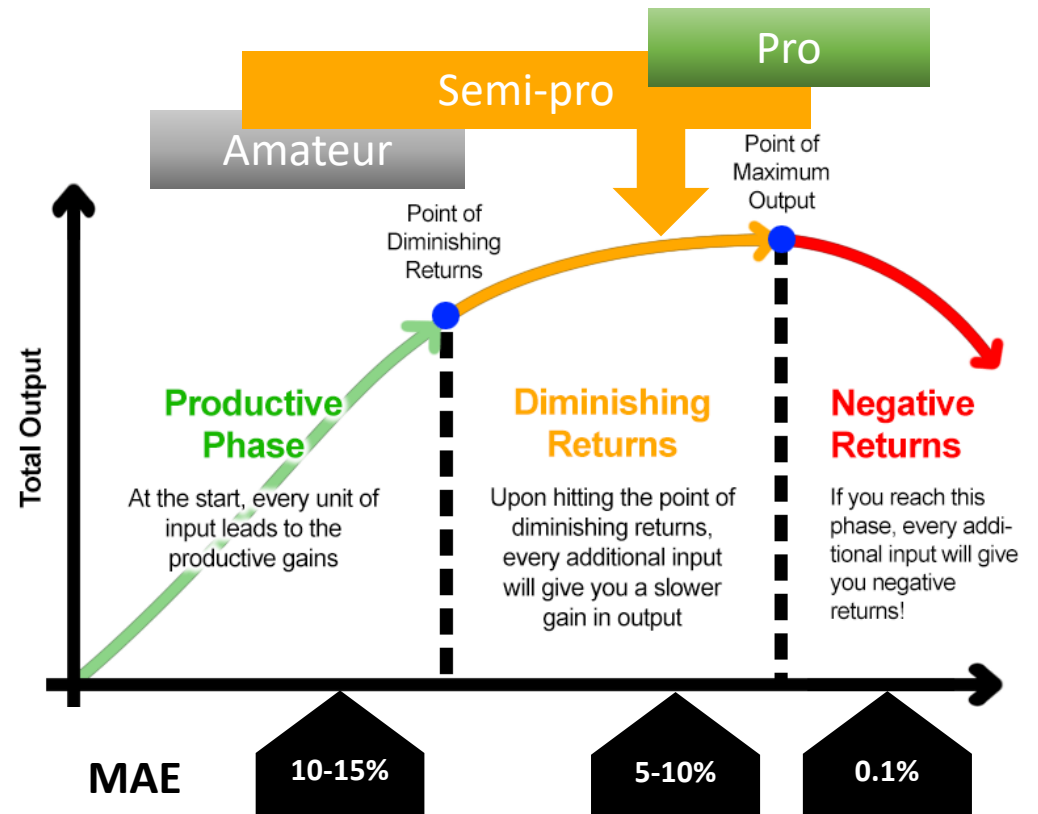 Pro
Semi-pro
Amateur
Point of
Maximum
Output
Point of
Diminishing
Returns
Total Output
Productive
Phase
At the start, every unit of
input leads to the
productive gains
Diminishing
Returns
Upon hitting the point of
diminishing returns,
every additional input
will give you a slower
gain in output
Negative
Returns
If you reach this
phase, every addi-
tional input will give
you negative
returns!
MAE
10-15%
5-10%
0.1%